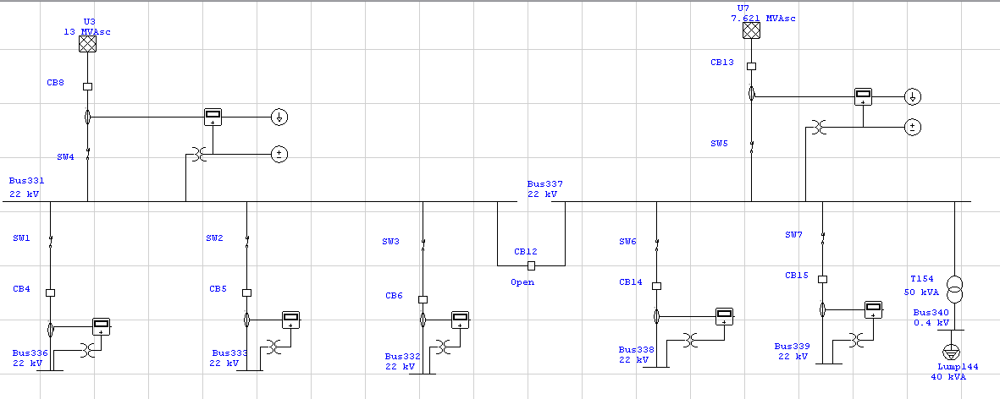 U3
13 MVAsc
CB8
SW4
Bus331
22 kV
U7
7.621 MVAsc
CB13
SW5
Bus337
22 kV
SW1
CB4
Bus336
22 kV
SW2
CB5
Bus333
22 kV
SW3
CB6
Bus332
22 kV
CB12
Open
SW6
CB14
Bus338
22 kV
SW7
CB15
Bus339
22 kV
T154
50 kVA
Bus340
0.4 kV
Lump144
40 kVA